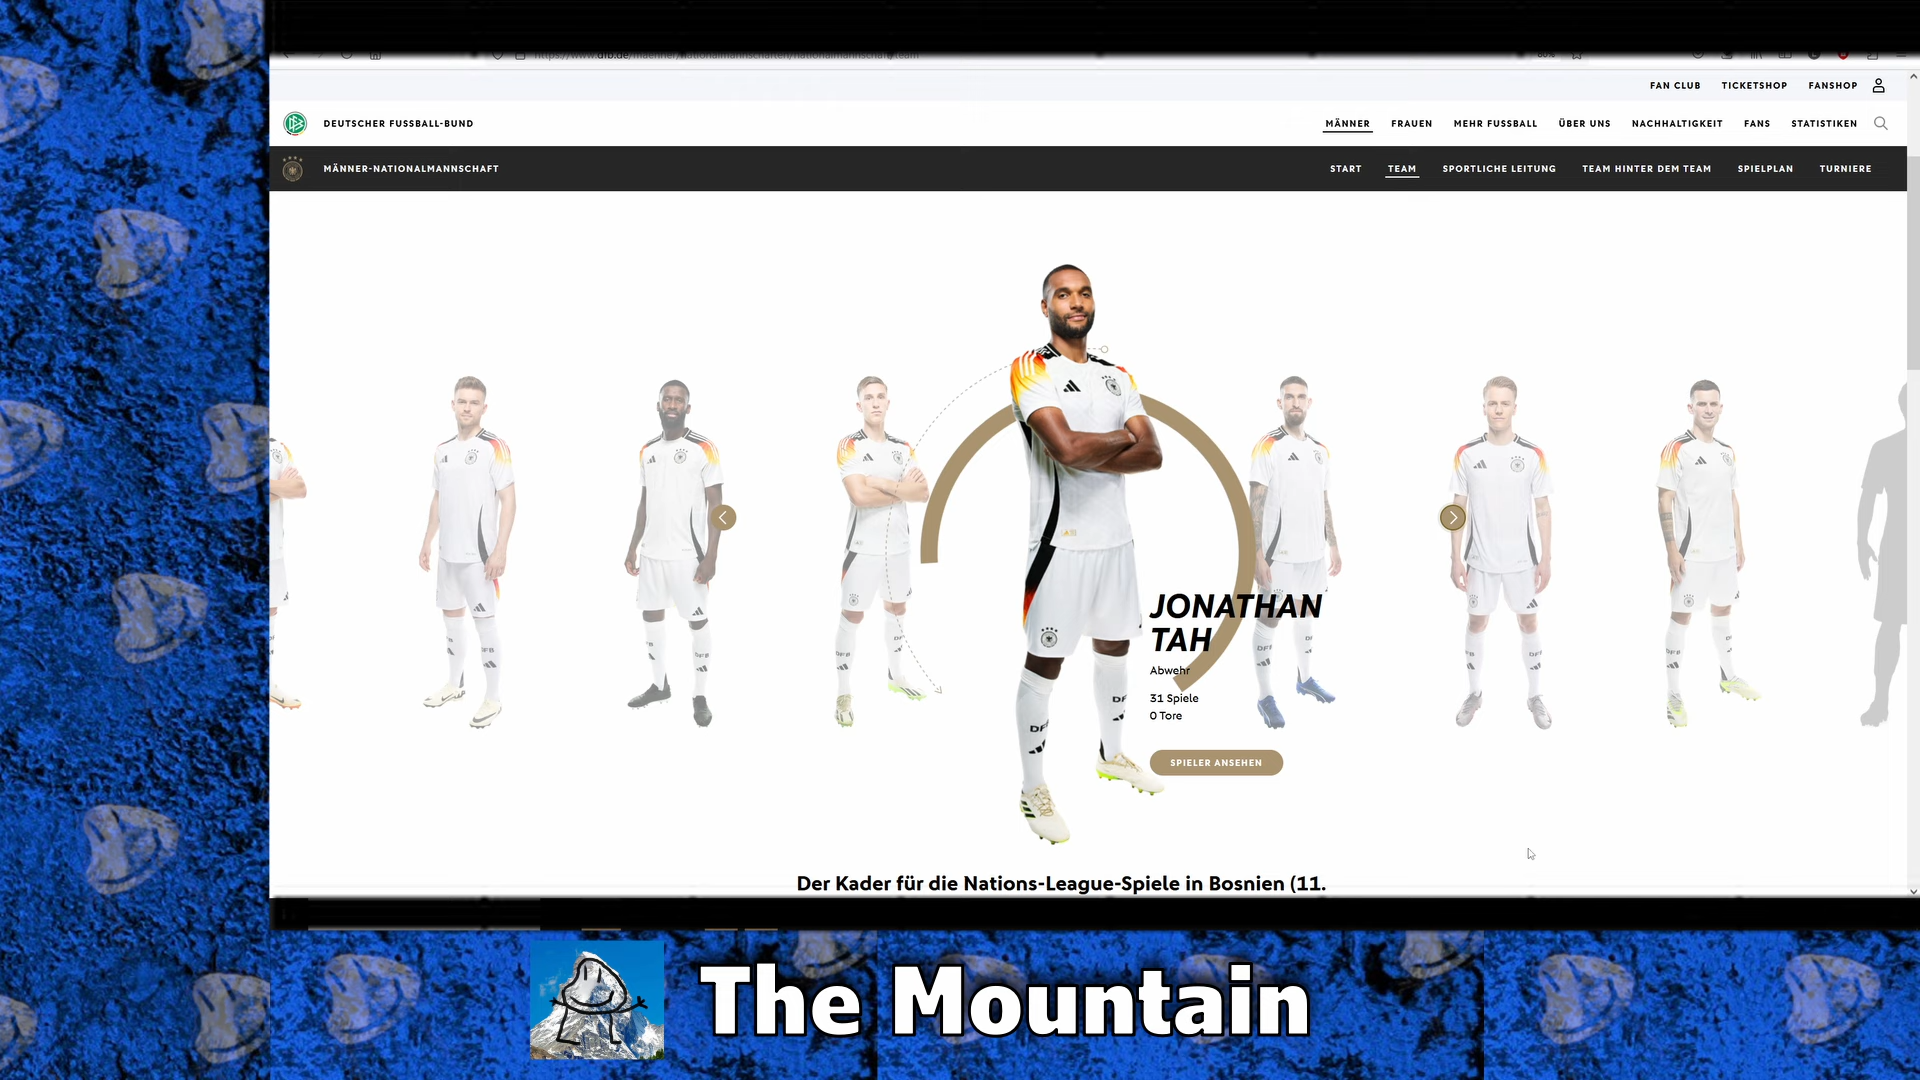 FAN CLUB TICKETSHOP FANSHOP
DEUTSCHER FUSSBALL-BUND
MÄNNER FRAUEN MEHR FUSSBALL ÜBER UNS NACHHALTIGKEIT FANS STATISTIKEN
MÄNNER-NATIONALMANNSCHAFT
START TEAM SPORTLICHE LEITUNG TEAM HINTER DEM TEAM SPIELPLAN TURNIERE
JONATHAN
TAH
Abwehr
31 Spiele
0 Tore
SPIELER ANSEHEN
Der Kader für die Nations-League-Spiele in Bosnien (11.
The Mountain